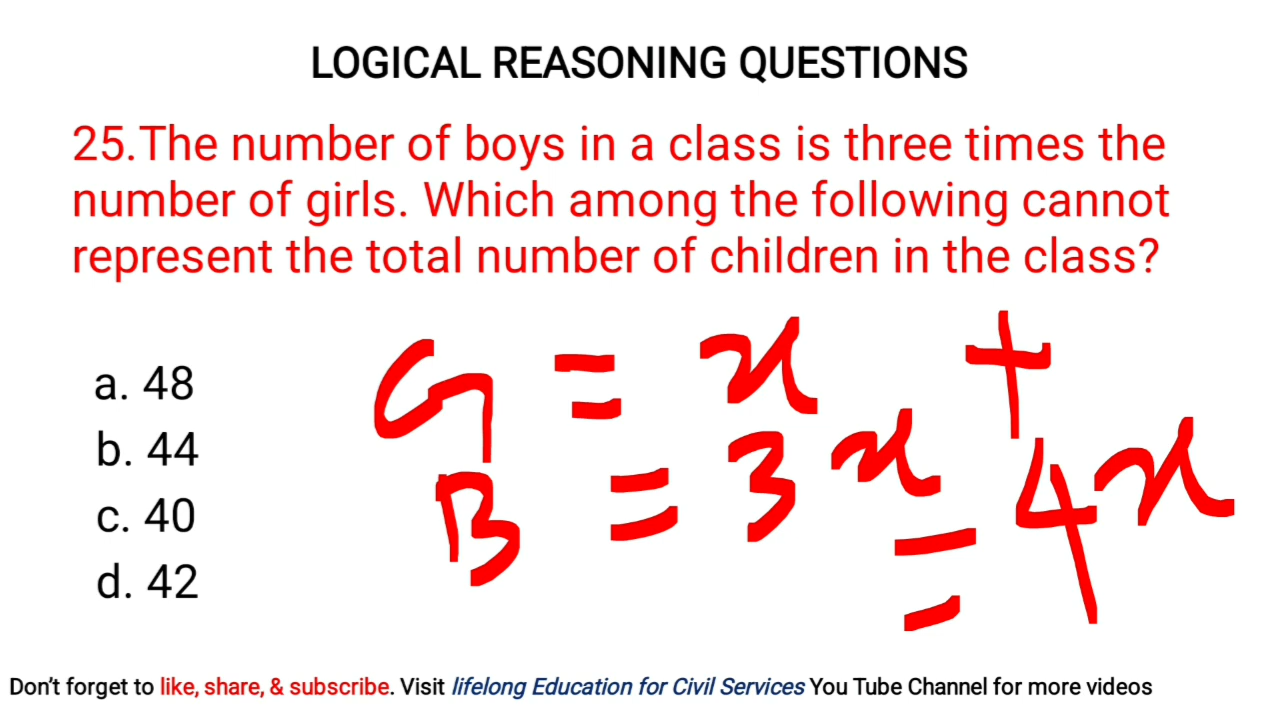 LOGICAL REASONING QUESTIONS
25.The number of boys in a class is three times the
number of girls. Which among the following cannot
represent the total number of children in the class?
a. 48
b. 44
c. 40
d. 42
G = x +
B = 3x
= 4x
Don't forget to like, share, & subscribe. Visit lifelong Education for Civil Services You Tube Channel for more videos